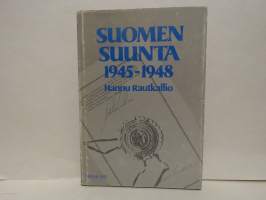 SUOMEN
SUUNTA
1945-1948
Hannu Rautkallio